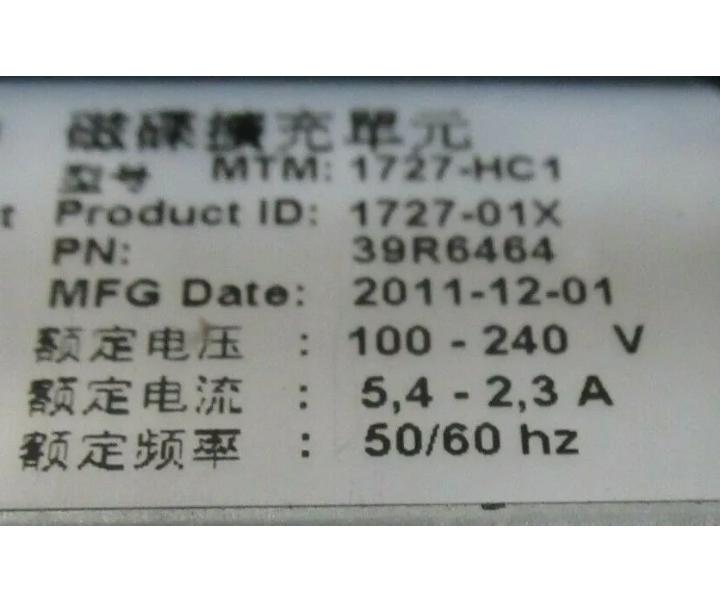 磁碟擴充單元
型号 MTM: 1727-HC1
Product ID: 1727-01X
PN: 39R6464
MFG Date: 2011-12-01
额定电压 : 100 - 240 V
额定电流 : 5,4 - 2,3 A
额定频率 : 50/60 hz